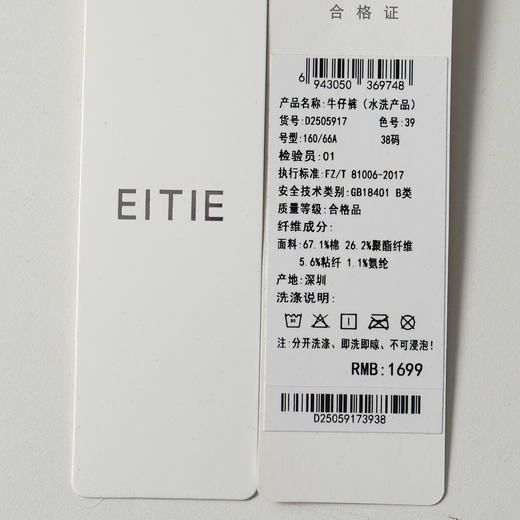 EITIE
合格证
6 943050 369748
产品名称:牛仔裤（水洗产品）
货号:D2505917 色号:39
号型:160/66A 38码
检验员:01
执行标准:FZ/T 81006-2017
安全技术类别:GB18401 B类
质量等级:合格品
纤维成分:
面料:67.1%棉 26.2%聚酯纤维
5.6%粘纤 1.1%氨纶
产地:深圳
洗涤说明:
注:分开洗涤、即洗即晾、不可浸泡!
RMB:1699
D25059173938